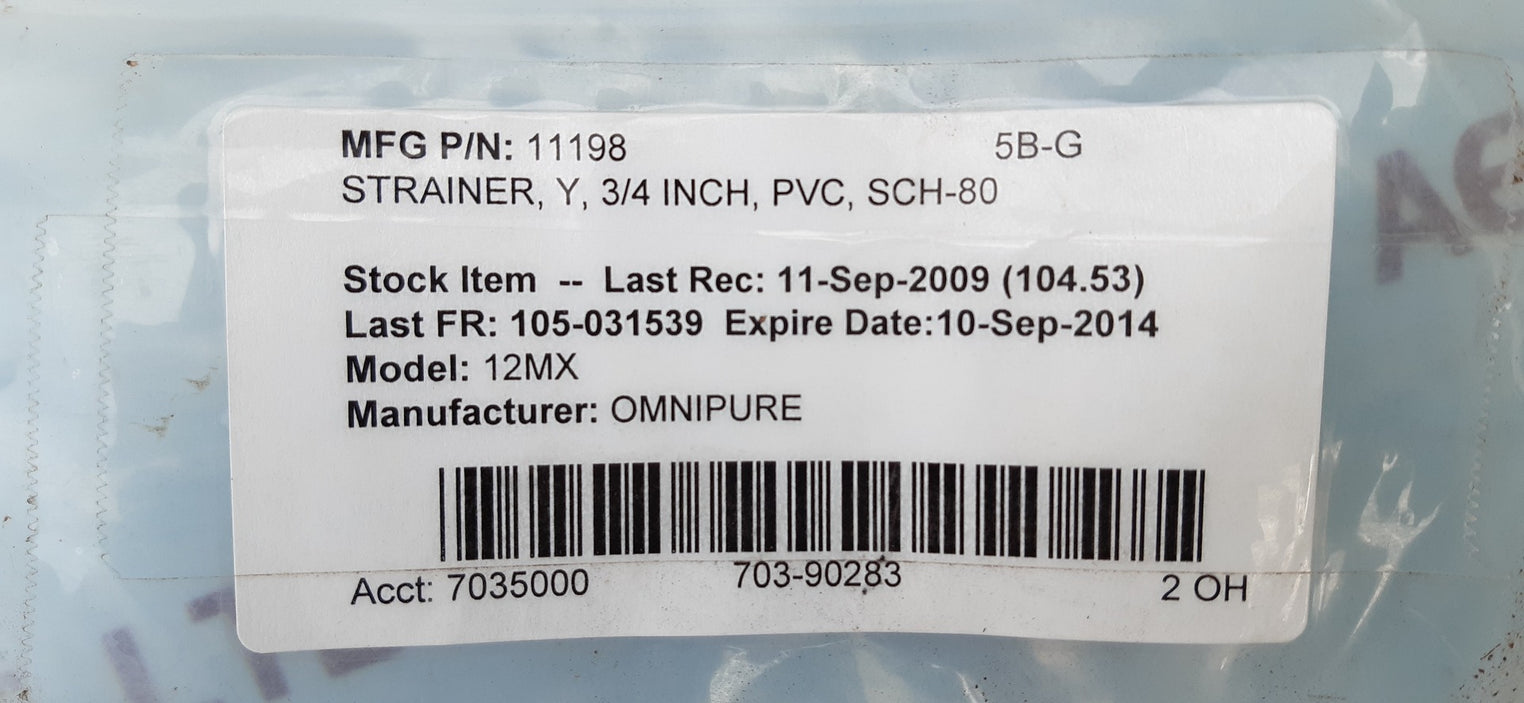 MFG P/N: 11198 5B-G
STRAINER, Y, 3/4 INCH, PVC, SCH-80
Stock Item -- Last Rec: 11-Sep-2009 (104.53)
Last FR: 105-031539 Expire Date:10-Sep-2014
Model: 12MX
Manufacturer: OMNIPURE
Acct: 7035000 703-90283 2 OH